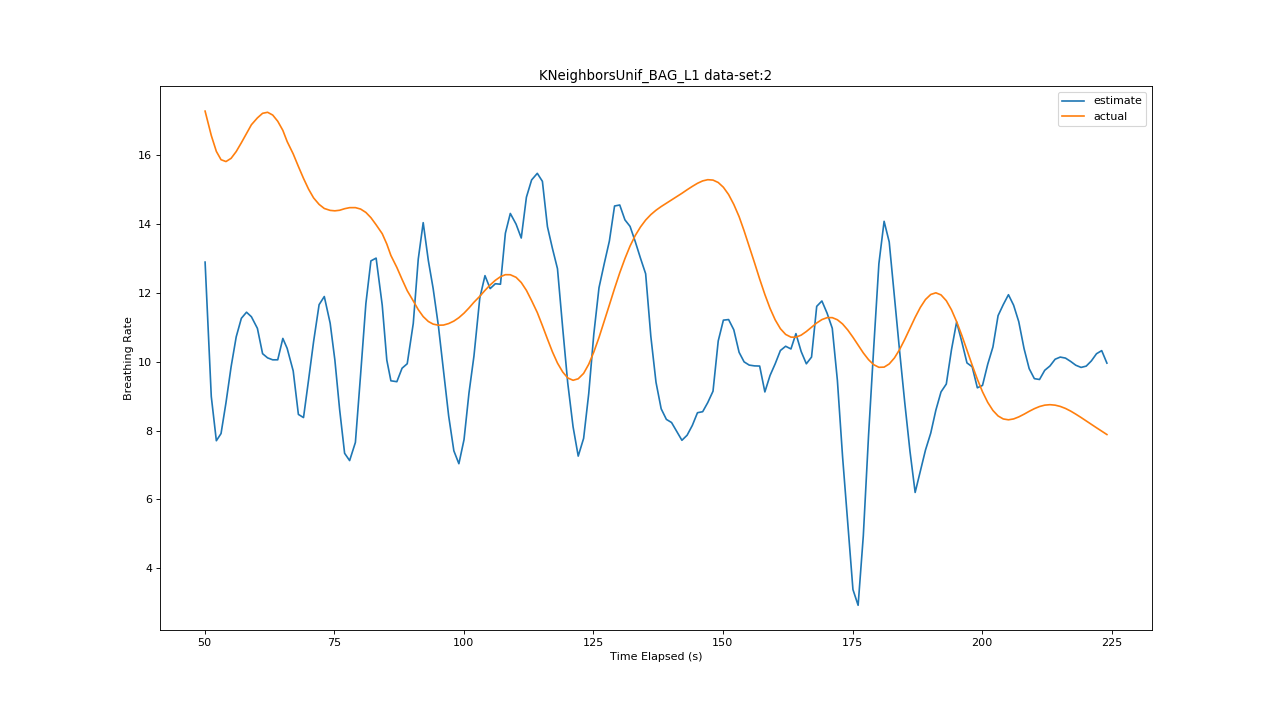 KNeighborsUnif_BAG_L1 data-set:2
estimate
actual
16
14
12
10
8
6
4
Breathing Rate
50 75 100 125 150 175 200 225
Time Elapsed (s)